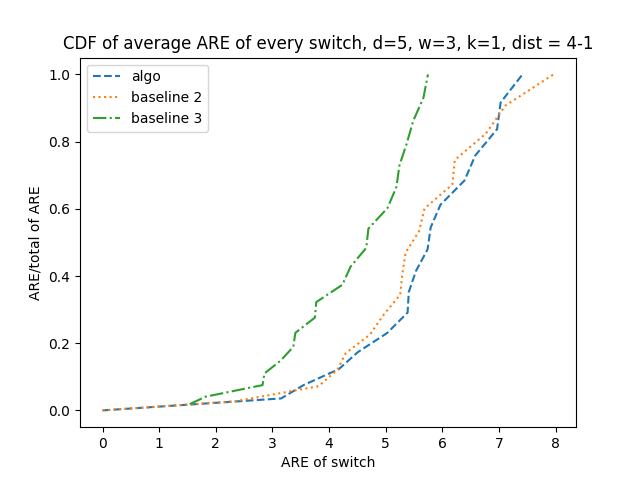 CDF of average ARE of every switch, d=5, w=3, k=1, dist = 4-1
algo
baseline 2
baseline 3
ARE/total of ARE
1.0
0.8
0.6
0.4
0.2
0.0
0 1 2 3 4 5 6 7 8
ARE of switch